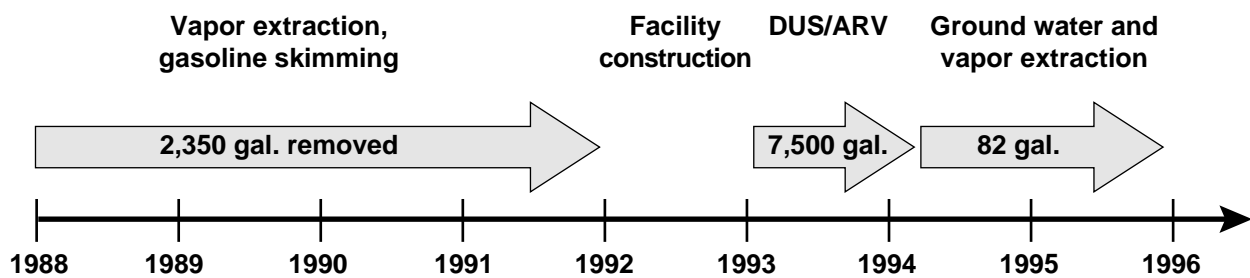 Vapor extraction,
gasoline skimming
Facility
construction
DUS/ARV
Ground water and
vapor extraction
2,350 gal. removed
7,500 gal.
82 gal.
1988 1989 1990 1991 1992 1993 1994 1995 1996